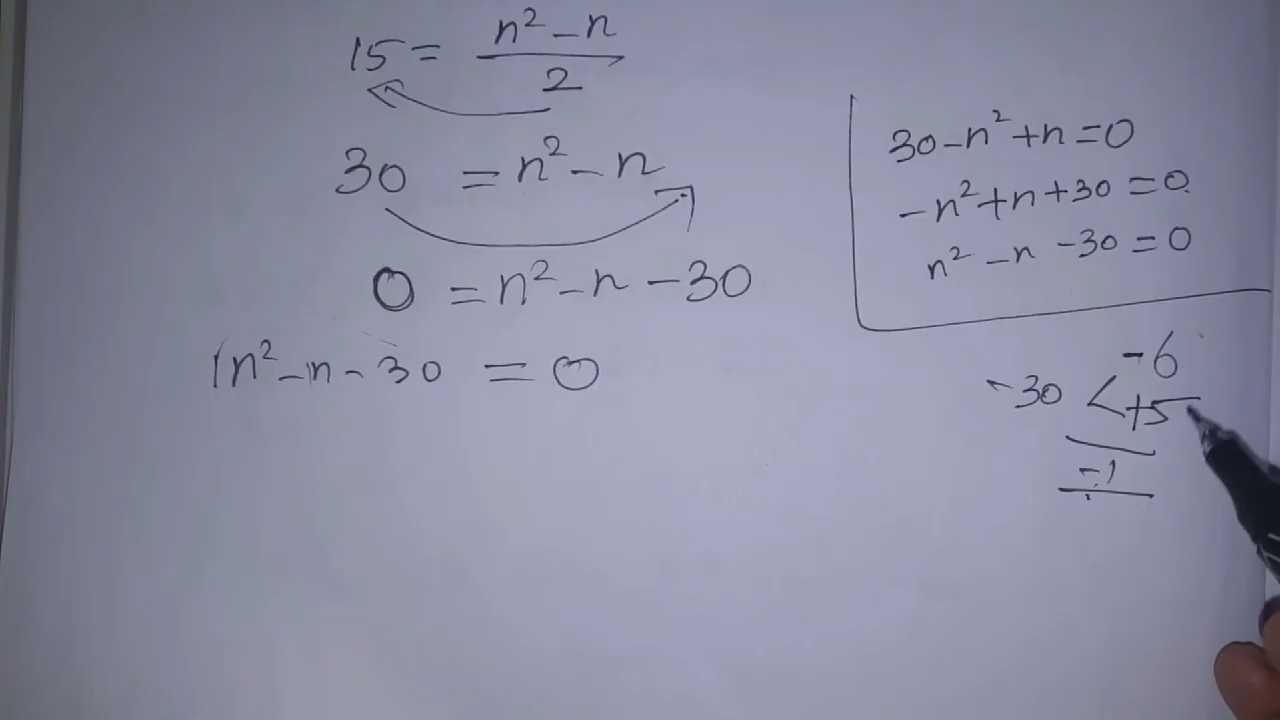 15 = n² - n / 2
30 = n² - n
0 = n² - n - 30
1n² - n - 30 = 0
30 - n² + n = 0
-n² + n + 30 = 0
n² - n - 30 = 0
-30 < -6
+5
-1